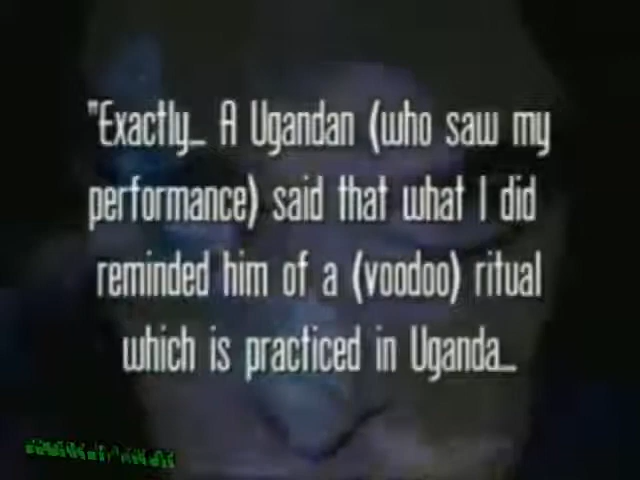 "Exactly... A Ugandan (who saw my
performance) said that what I did
reminded him of a (voodoo) ritual
which is practiced in Uganda...